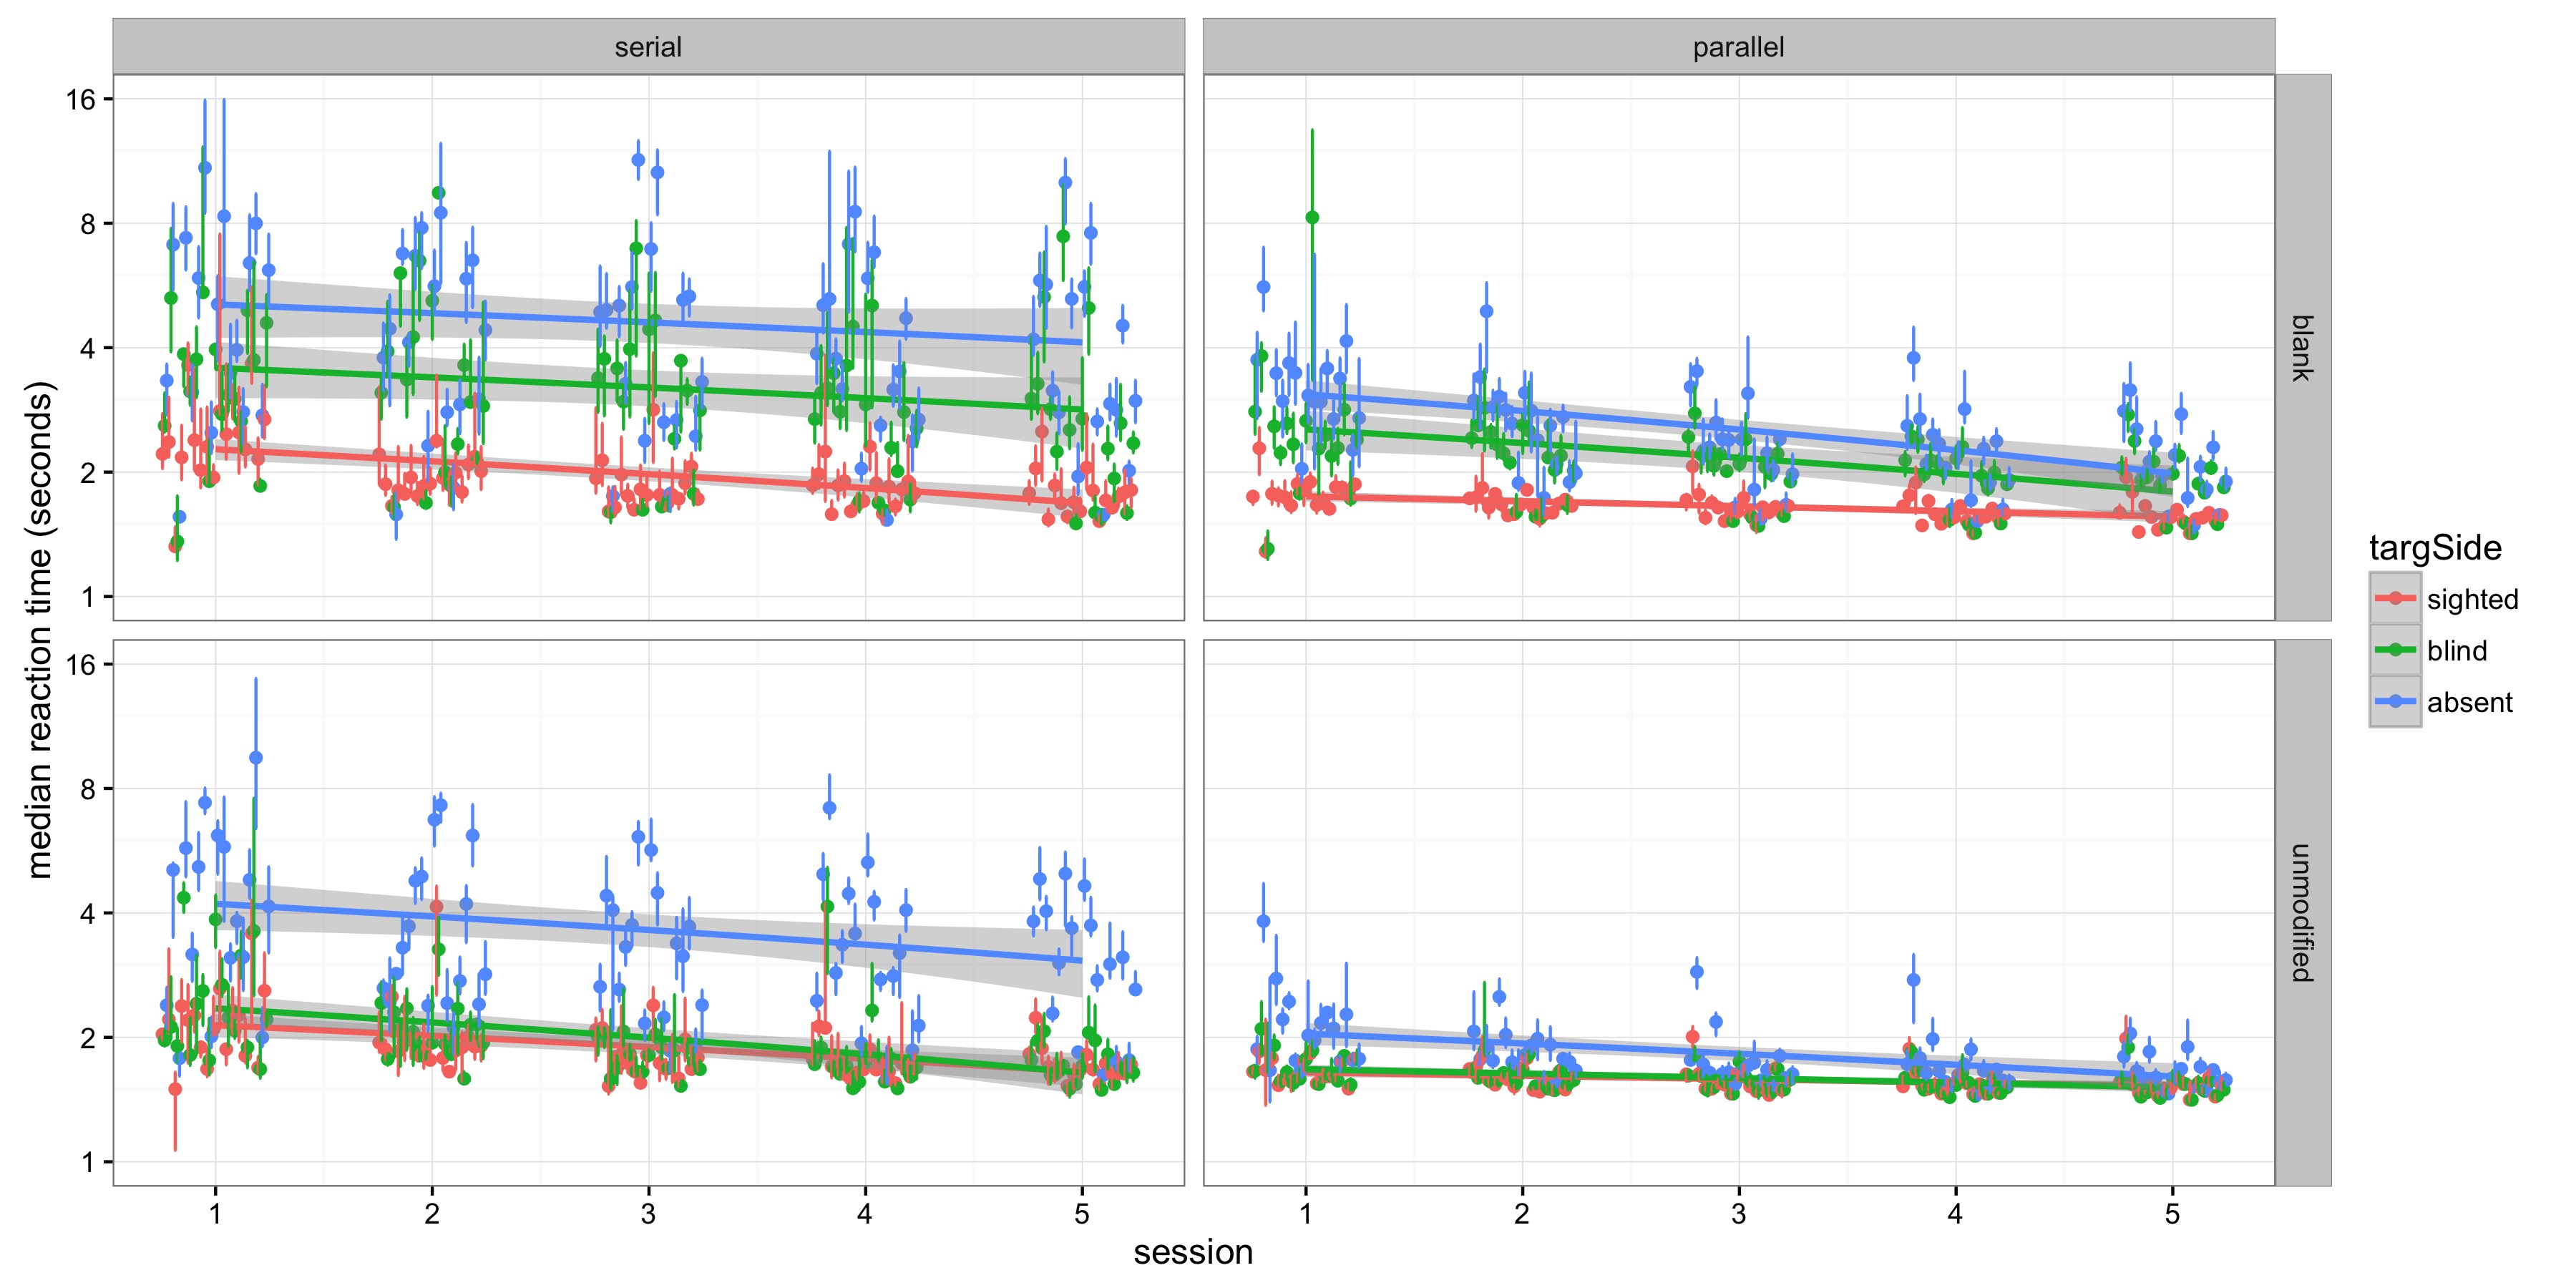 serial
parallel
16
8
4
2
1
blank
16
8
4
2
1
unmodified
median reaction time (seconds)
1
2
3
4
5
1
2
3
4
5
session
targSide
sighted
blind
absent